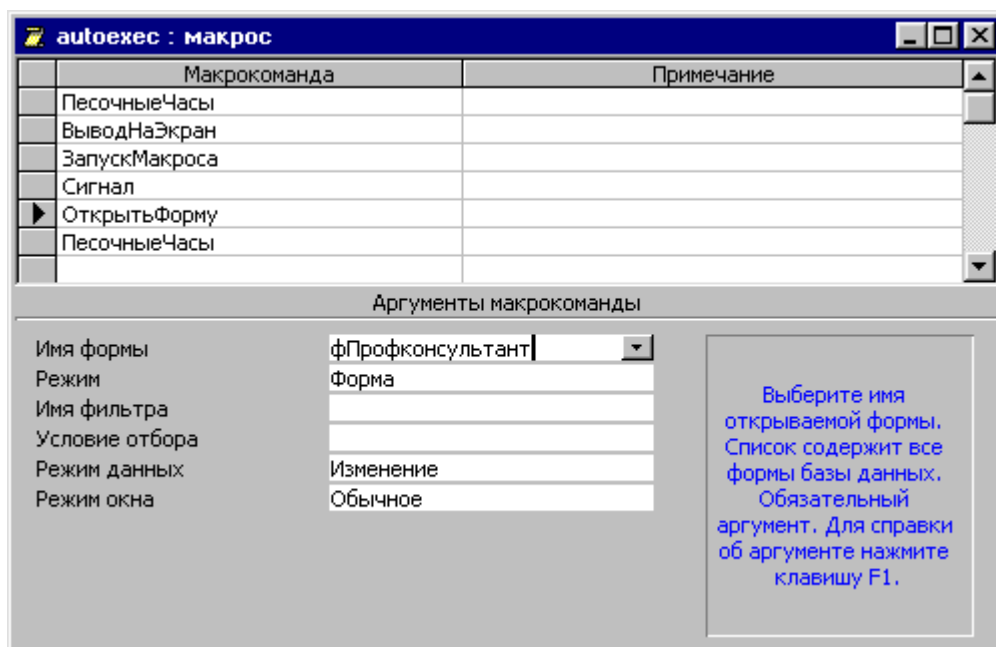 autoexec : макрос
Макрокоманда Примечание
ПесочныеЧасы
ВыводНаЭкран
ЗапускМакроса
Сигнал
ОткрытьФорму
ПесочныеЧасы
Аргументы макрокоманды
Имя формы фПрофконсультант
Режим Форма
Имя фильтра
Условие отбора
Режим данных Изменение
Режим окна Обычное
Выберите имя
открываемой формы.
Список содержит все
формы базы данных.
Обязательный
аргумент. Для справки
об аргументе нажмите
клавишу F1.